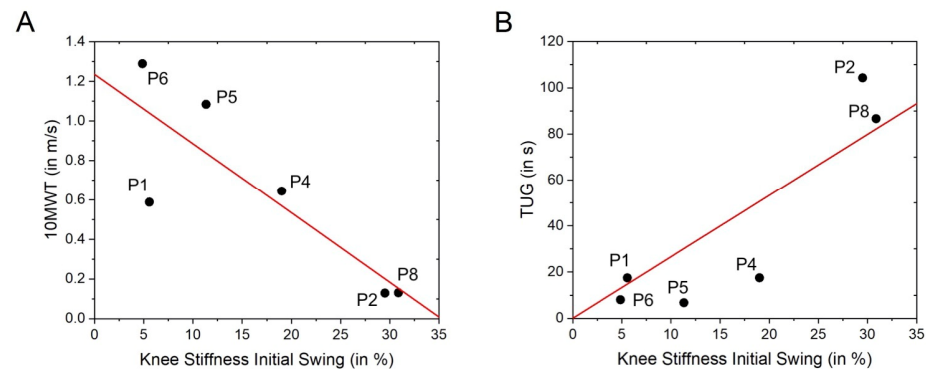 A
1.4
1.2
1.0
0.8
0.6
0.4
0.2
0.0
10MWT (in m/s)
P6
P5
P1
P4
P8
P2
0 5 10 15 20 25 30 35
Knee Stiffness Initial Swing (in %)
B
120
100
80
60
40
20
0
TUG (in s)
P2
P8
P1
P4
P5
P6
0 5 10 15 20 25 30 35
Knee Stiffness Initial Swing (in %)